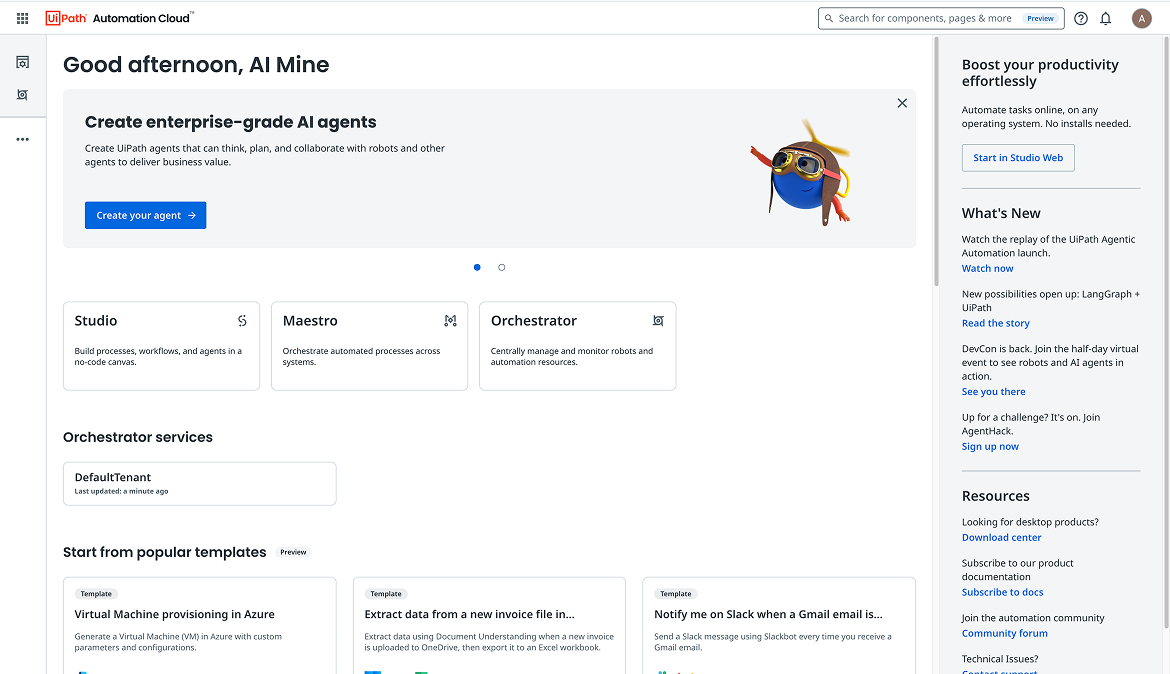 UiPath Automation Cloud™
Search for components, pages & more Preview
A
Good afternoon, AI Mine
Create enterprise-grade AI agents
Create UiPath agents that can think, plan, and collaborate with robots and other
agents to deliver business value.
Create your agent →
Studio
Build processes, workflows, and agents in a
no-code canvas.
Maestro
Orchestrate automated processes across
systems.
Orchestrator
Centrally manage and monitor robots and
automation resources.
Orchestrator services
DefaultTenant
Last updated: a minute ago
Start from popular templates Preview
Template
Virtual Machine provisioning in Azure
Generate a Virtual Machine (VM) in Azure with custom
parameters and configurations.
Template
Extract data from a new invoice file in...
Extract data using Document Understanding when a new invoice
is uploaded to OneDrive, then export it to an Excel workbook.
Template
Notify me on Slack when a Gmail email is...
Send a Slack message using Slackbot every time you receive a
Gmail email.
Boost your productivity
effortlessly
Automate tasks online, on any
operating system. No installs needed.
Start in Studio Web
What's New
Watch the replay of the UiPath Agentic
Automation launch.
Watch now
New possibilities open up: LangGraph +
UiPath
Read the story
DevCon is back. Join the half-day virtual
event to see robots and AI agents in
action.
See you there
Up for a challenge? It's on. Join
AgentHack.
Sign up now
Resources
Looking for desktop products?
Download center
Subscribe to our product
documentation
Subscribe to docs
Join the automation community
Community forum
Technical Issues?
Contact support